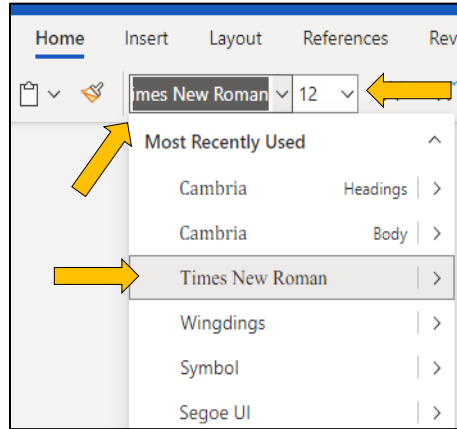 Home Insert Layout References Rev
imes New Roman 12
Most Recently Used
Cambria Headings
Cambria Body
Times New Roman
Wingdings
Symbol
Segoe UI